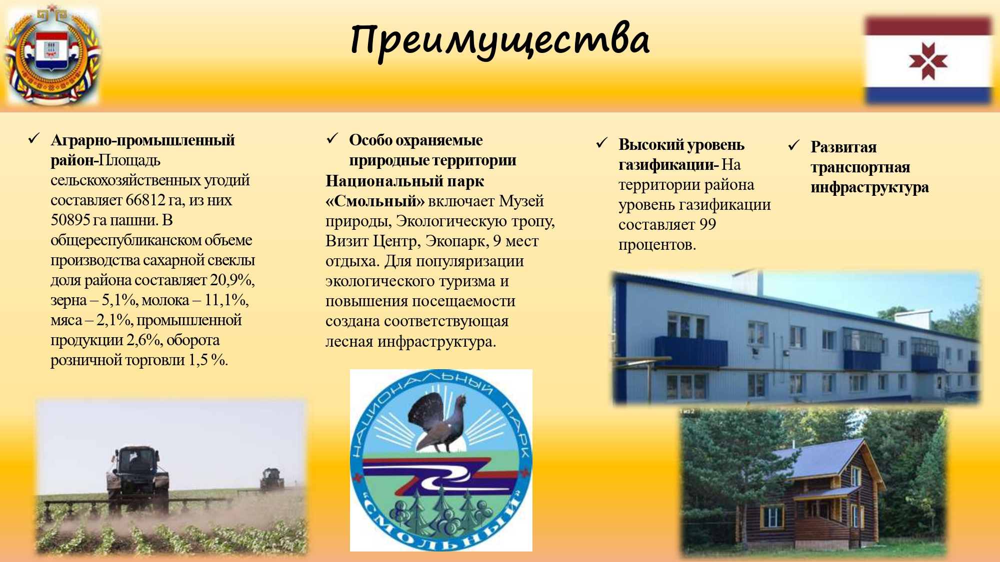 Преимущества
✓ Аграрно-промышленный
район-Площадь
сельскохозяйственных угодий
составляет 66812 га, из них
50895 га пашни. В
общереспубликанском объеме
производства сахарной свеклы
доля района составляет 20,9%,
зерна – 5,1%, молока – 11,1%,
мяса – 2,1%, промышленной
продукции 2,6%, оборота
розничной торговли 1,5 %.
✓ Особо охраняемые
природные территории
Национальный парк
«Смольный» включает Музей
природы, Экологическую тропу,
Визит Центр, Экопарк, 9 мест
отдыха. Для популяризации
экологического туризма и
повышения посещаемости
создана соответствующая
лесная инфраструктура.
НАЦИОНАЛЬНЫЙ ПАРК
“СМОЛЬНЫЙ”
✓ Высокий уровень
газификации- На
территории района
уровень газификации
составляет 99
процентов.
✓ Развитая
транспортная
инфраструктура
1 из 2